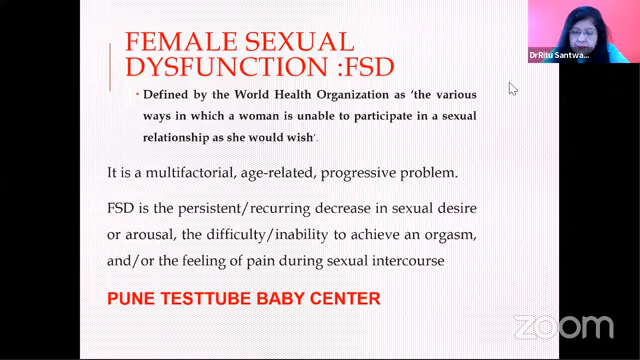 FEMALE SEXUAL
DYSFUNCTION :FSD
• Defined by the World Health Organization as 'the various
ways in which a woman is unable to participate in a sexual
relationship as she would wish'.
It is a multifactorial, age-related, progressive problem.
FSD is the persistent/recurring decrease in sexual desire
or arousal, the difficulty/inability to achieve an orgasm,
and/or the feeling of pain during sexual intercourse
PUNE TESTTUBE BABY CENTER
DrRitu Santwa...
zoom